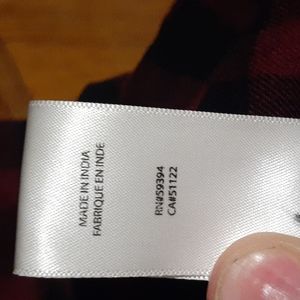 MADE IN INDIA
FABRIQUE EN INDE
RN#59394
CA#51122